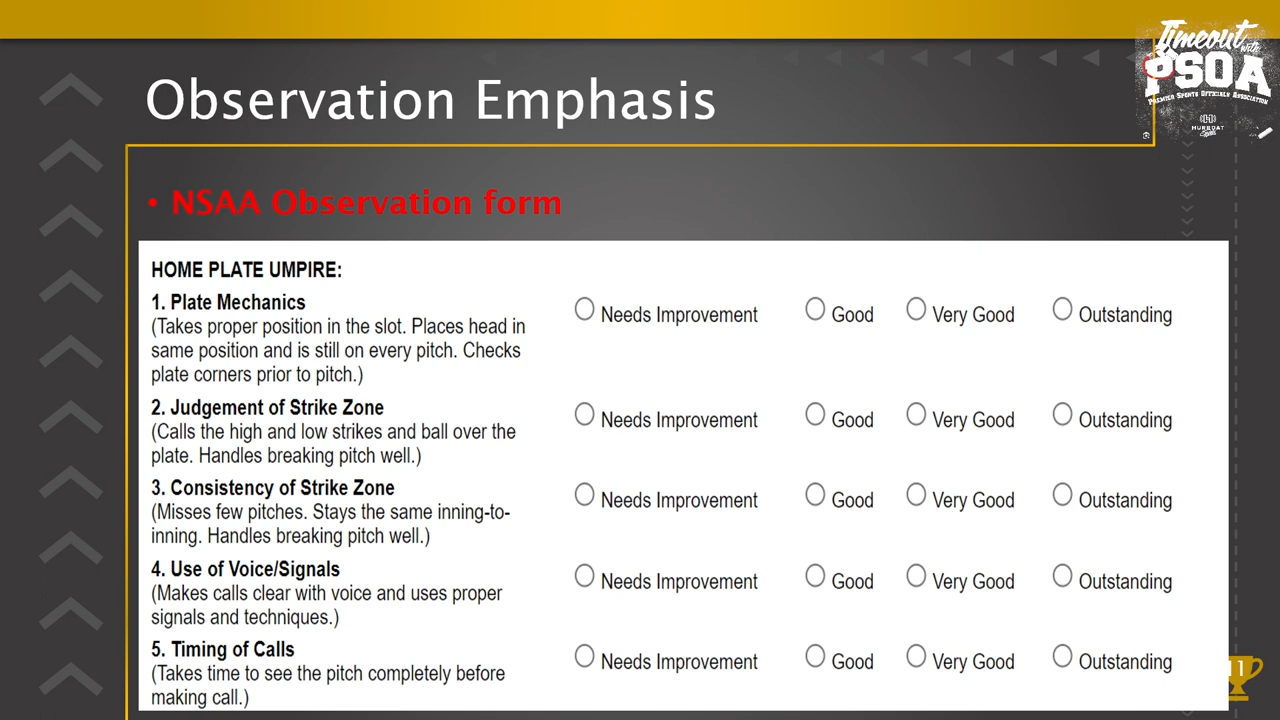 Timeout with
PSOA
PREMIER SPORTS OFFICIALS ASSOCIATION
HURRDAT
Sports
Observation Emphasis
• NSAA Observation form
HOME PLATE UMPIRE:
1. Plate Mechanics
(Takes proper position in the slot. Places head in
same position and is still on every pitch. Checks
plate corners prior to pitch.)
Needs Improvement Good Very Good Outstanding
2. Judgement of Strike Zone
(Calls the high and low strikes and ball over the
plate. Handles breaking pitch well.)
Needs Improvement Good Very Good Outstanding
3. Consistency of Strike Zone
(Misses few pitches. Stays the same inning-to-
inning. Handles breaking pitch well.)
Needs Improvement Good Very Good Outstanding
4. Use of Voice/Signals
(Makes calls clear with voice and uses proper
signals and techniques.)
Needs Improvement Good Very Good Outstanding
5. Timing of Calls
(Takes time to see the pitch completely before
making call.)
Needs Improvement Good Very Good Outstanding
11